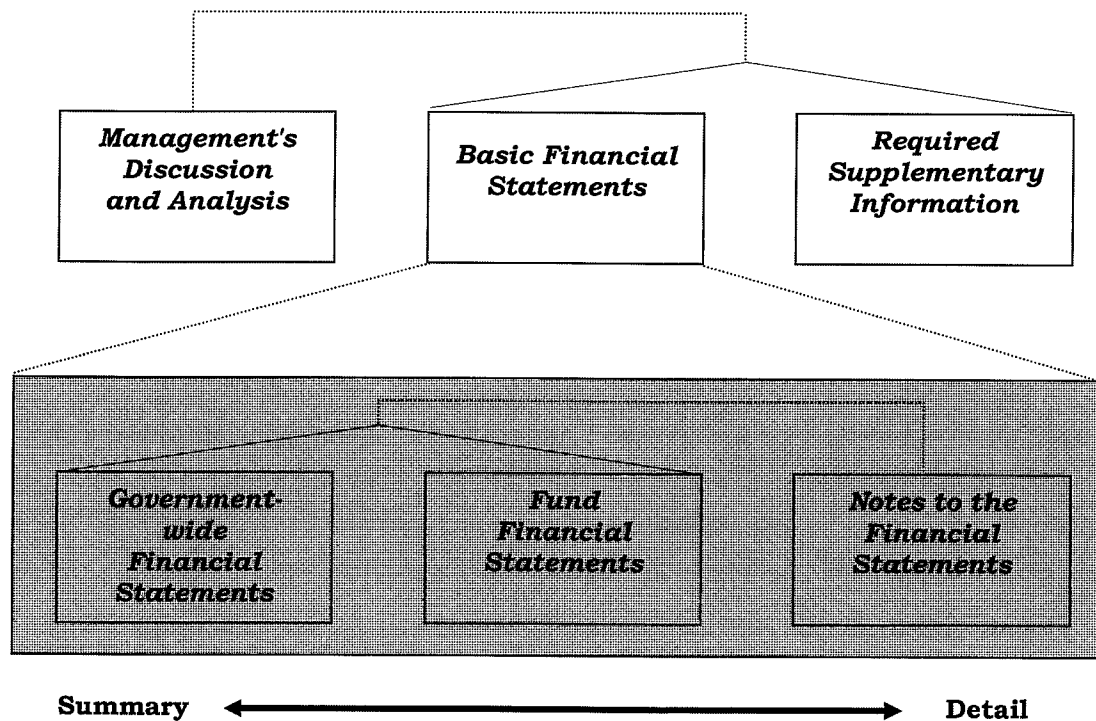 Management's
Discussion
and Analysis
Basic Financial
Statements
Required
Supplementary
Information
Government-
wide
Financial
Statements
Fund
Financial
Statements
Notes to the
Financial
Statements
Summary
Detail